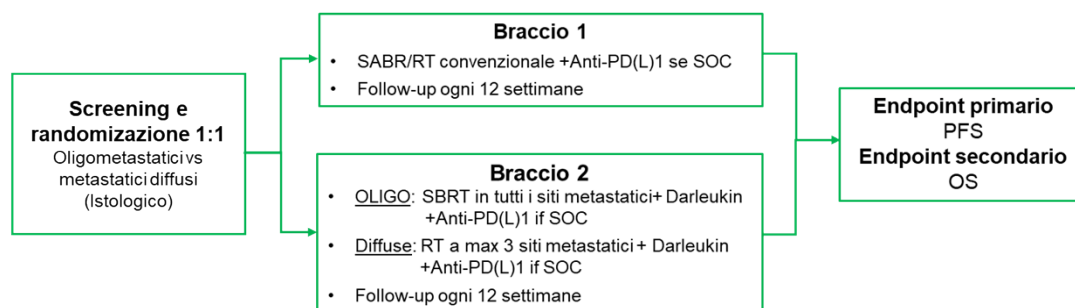 Screening e
randomizazione 1:1
Oligometastatici vs
metastatici diffusi
(Istologico)
Braccio 1
• SABR/RT convenzionale +Anti-PD(L)1 se SOC
• Follow-up ogni 12 settimane
Braccio 2
• OLIGO: SBRT in tutti i siti metastatici+ Darleukin
+Anti-PD(L)1 if SOC
• Diffuse: RT a max 3 siti metastatici + Darleukin
+Anti-PD(L)1 if SOC
• Follow-up ogni 12 settimane
Endpoint primario
PFS
Endpoint secondario
OS